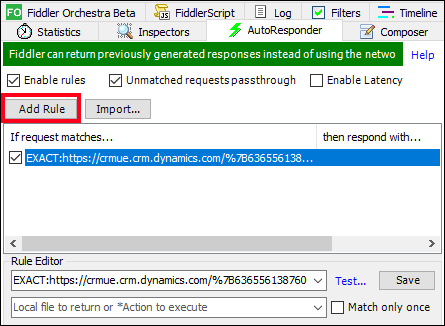 FO Fiddler Orchestra Beta FiddlerScript Log Filters Timeline
Statistics Inspectors AutoResponder Composer
Fiddler can return previously generated responses instead of using the netwo Help
Enable rules Unmatched requests passthrough Enable Latency
Add Rule Import...
If request matches... then respond with...
EXACT:https://crmue.crm.dynamics.com/%7B636556138...
Rule Editor
EXACT:https://crmue.crm.dynamics.com/%7B636556138760 Test... Save
Local file to return or *Action to execute Match only once